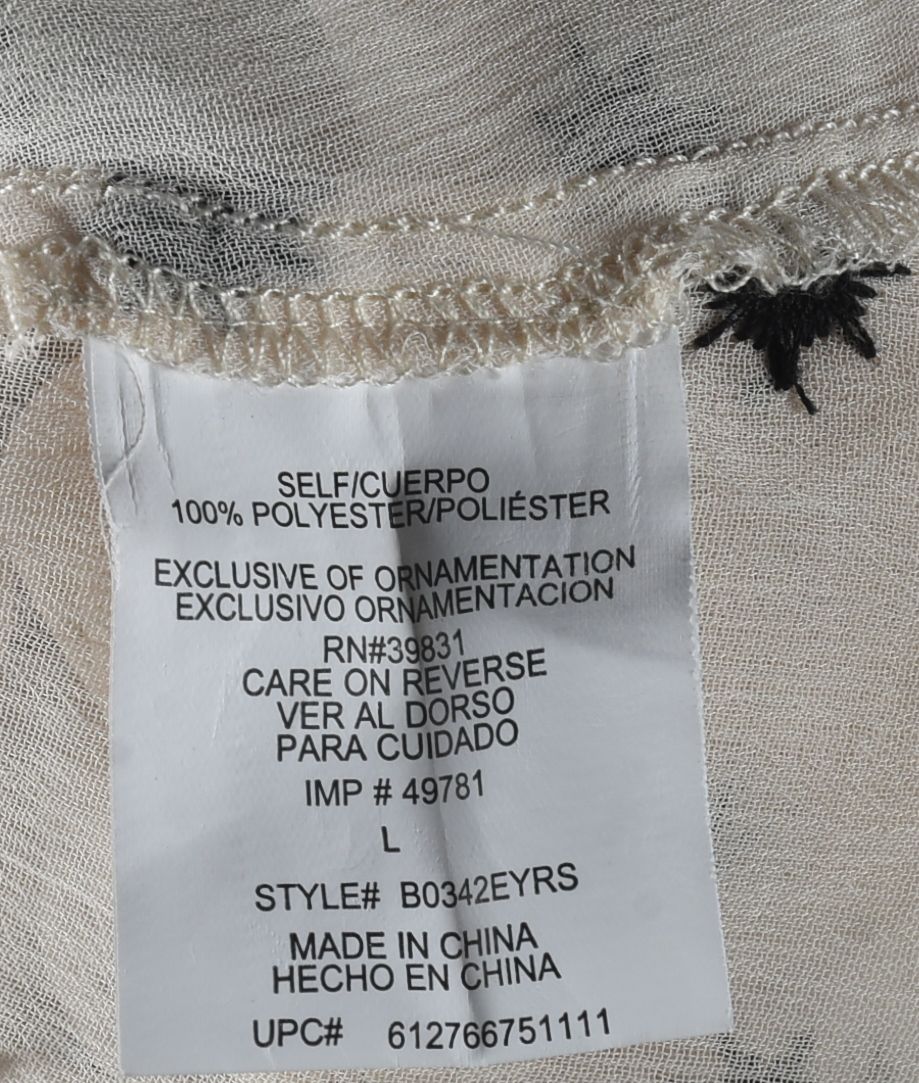 SELF/CUERPO
100% POLYESTER/POLIÉSTER
EXCLUSIVE OF ORNAMENTATION
EXCLUSIVO ORNAMENTACION
RN#39831
CARE ON REVERSE
VER AL DORSO
PARA CUIDADO
IMP # 49781
L
STYLE# B0342EYRS
MADE IN CHINA
HECHO EN CHINA
UPC# 612766751111